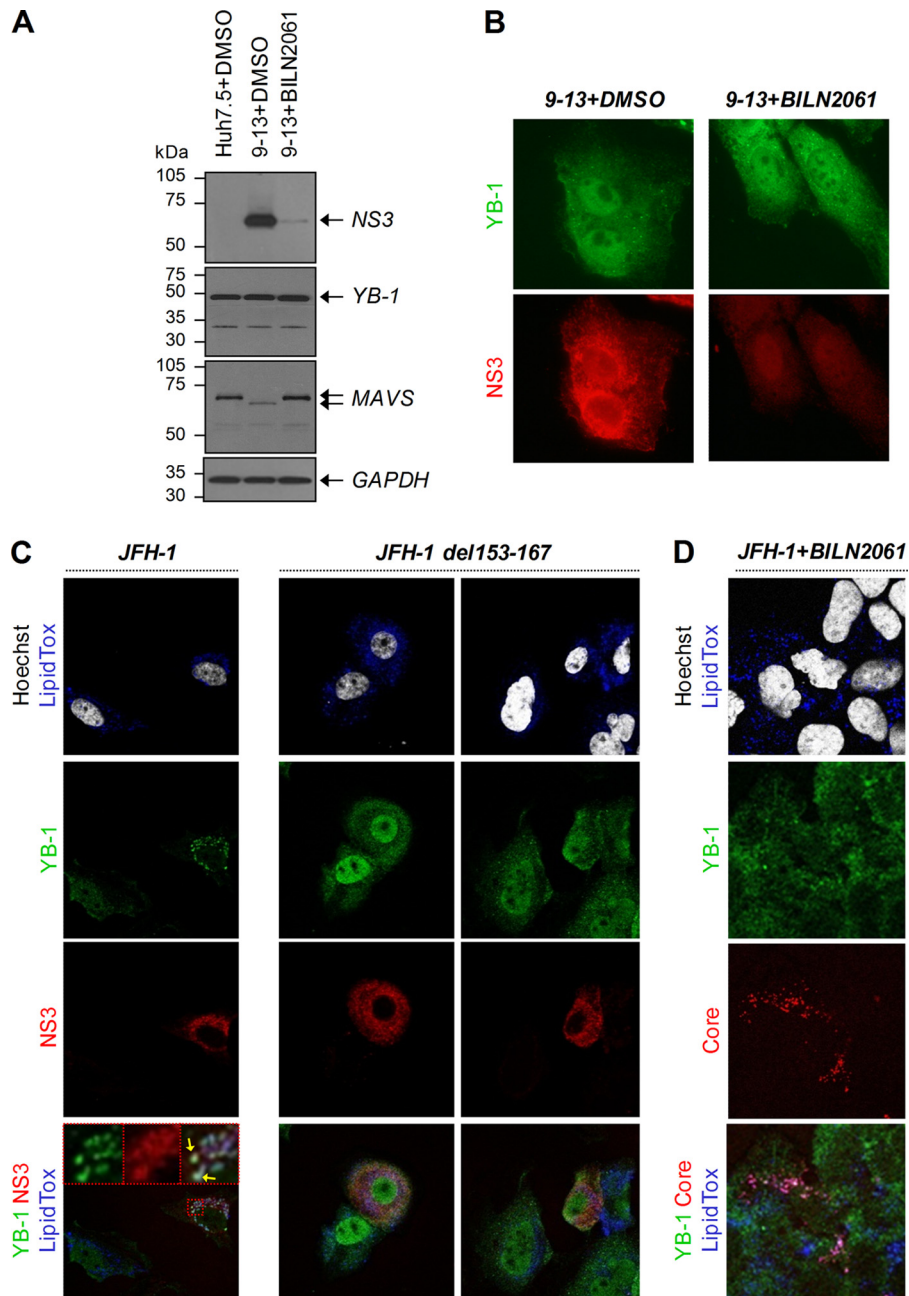 A
Huh7.5+DMSO
9-13+DMSO
9-13+BILN2061
kDa
105
75
50
NS3
75
50
35
30
YB-1
105
75
50
MAVS
35
30
GAPDH
B
9-13+DMSO
9-13+BILN2061
YB-1
NS3
C
JFH-1
JFH-1 del153-167
Hoechst
LipidTox
YB-1
NS3
YB-1 NS3
LipidTox
D
JFH-1+BILN2061
Hoechst
LipidTox
YB-1
Core
YB-1 Core
LipidTox